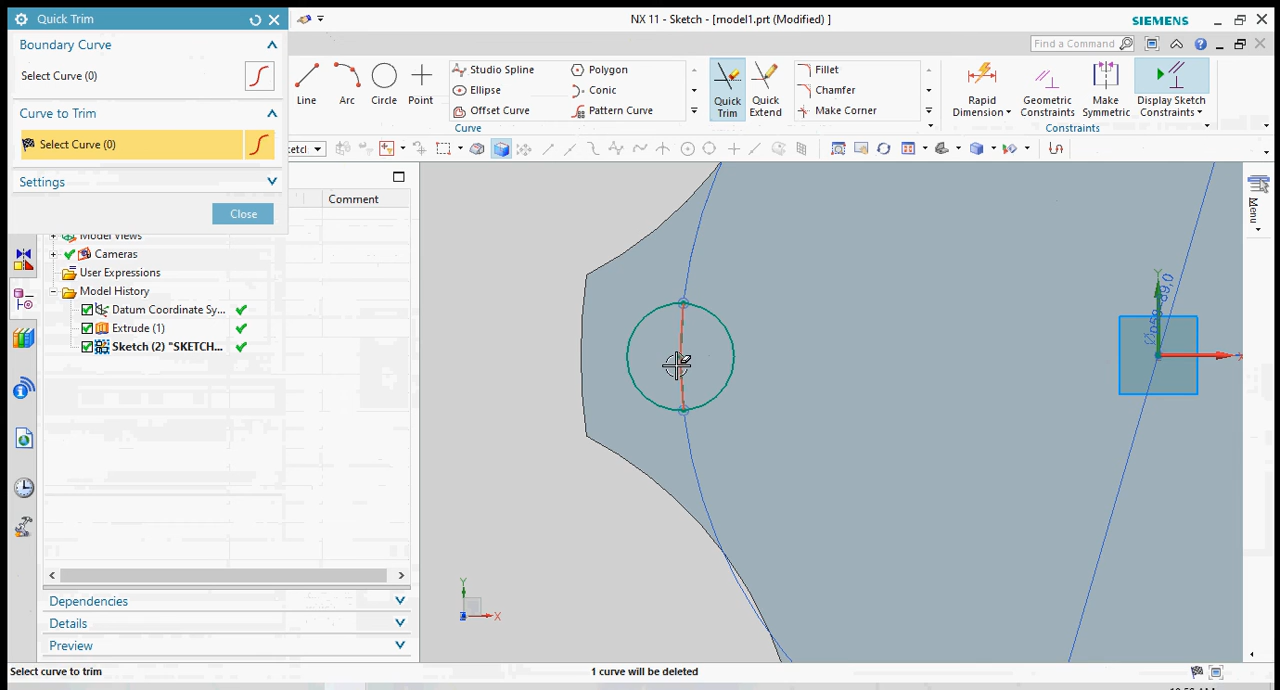 Quick Trim
NX 11 - Sketch - [model1.prt (Modified) ]
SIEMENS
Boundary Curve
Find a Command
Select Curve (0)
Studio Spline
Polygon
Fillet
Ellipse
Conic
Chamfer
Offset Curve
Pattern Curve
Make Corner
Line
Arc
Circle
Point
Quick Trim
Quick Extend
Rapid Dimension
Geometric Constraints
Make Symmetric
Display Sketch Constraints
Curve
Constraints
Curve to Trim
Select Curve (0)
Settings
Close
Comment
Menu
Model Views
Cameras
User Expressions
Model History
Datum Coordinate Sy...
Extrude (1)
Sketch (2) "SKETCH...
Y
X
Y
X
Dependencies
Details
Preview
Select curve to trim
1 curve will be deleted